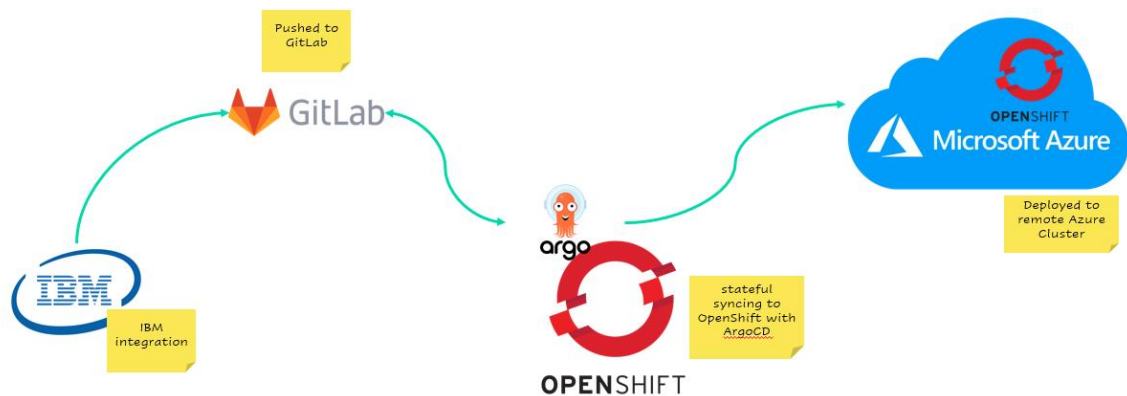 Pushed to
GitLab
GitLab
OPENSHIFT
Microsoft Azure
Deployed to
remote Azure
Cluster
argo
IBM
IBM
integration
stateful
syncing to
OpenShift with
ArgoCD
OPENSHIFT